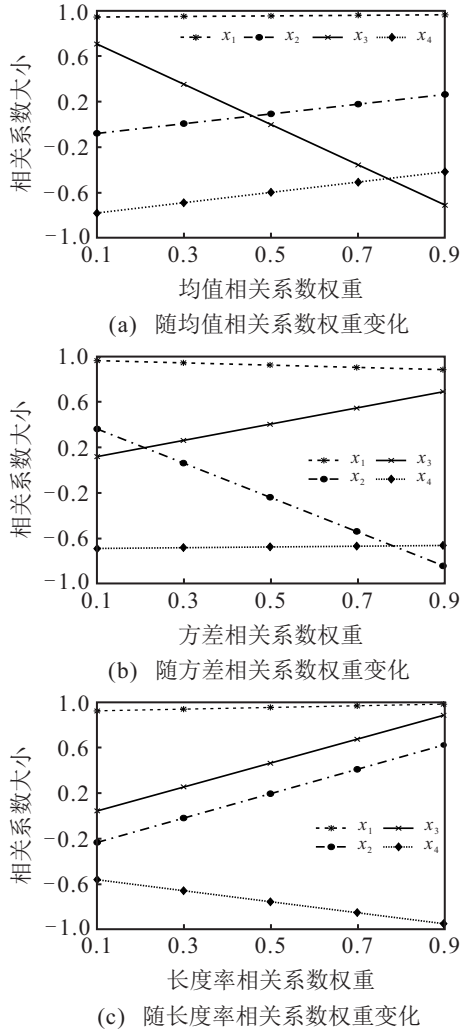 1.0
0.6
0.2
−0.2
−0.6
−1.0
相关系数大小
x₁ x₂ x₃ x₄
0.1 0.3 0.5 0.7 0.9
均值相关系数权重
(a) 随均值相关系数权重变化
1.0
0.6
0.2
−0.2
−0.6
−1.0
相关系数大小
x₁ x₃
x₂ x₄
0.1 0.3 0.5 0.7 0.9
方差相关系数权重
(b) 随方差相关系数权重变化
1.0
0.6
0.2
−0.2
−0.6
−1.0
相关系数大小
x₁ x₃
x₂ x₄
0.1 0.3 0.5 0.7 0.9
长度率相关系数权重
(c) 随长度率相关系数权重变化